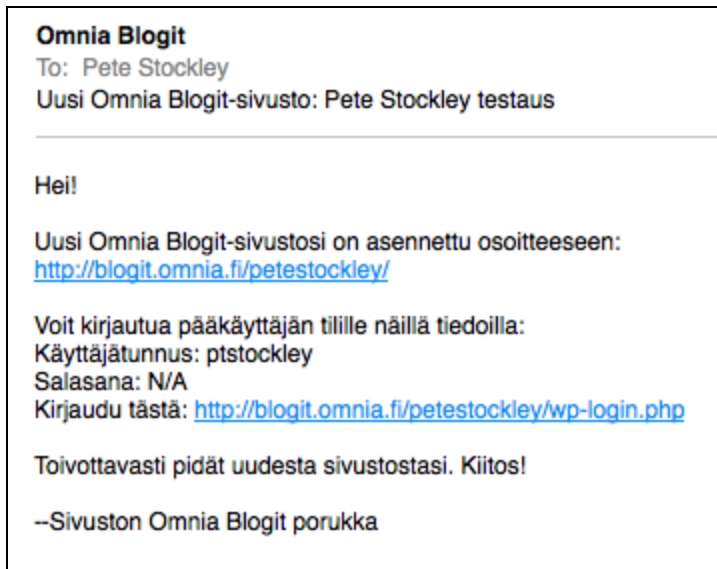 Omnia Blogit
To: Pete Stockley
Uusi Omnia Blogit-sivusto: Pete Stockley testaus
Hei!
Uusi Omnia Blogit-sivustosi on asennettu osoitteeseen:
http://blogit.omnia.fi/petestockley/
Voit kirjautua pääkäyttäjän tilille näillä tiedoilla:
Käyttäjätunnus: ptstockley
Salasana: N/A
Kirjaudu tästä: http://blogit.omnia.fi/petestockley/wp-login.php
Toivottavasti pidät uudesta sivustostasi. Kiitos!
--Sivuston Omnia Blogit porukka